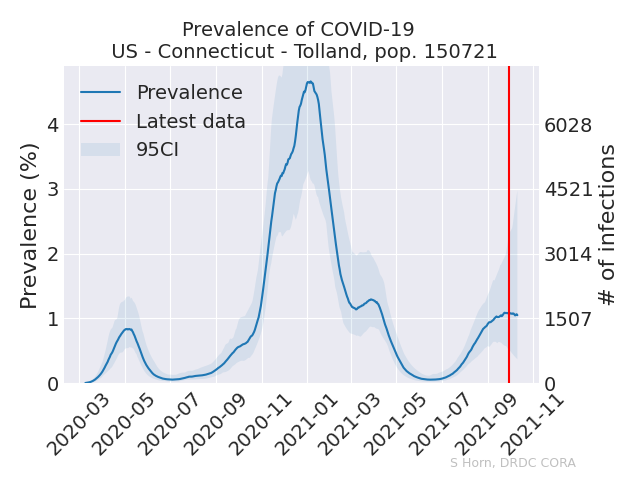 Prevalence of COVID-19
US - Connecticut - Tolland, pop. 150721
Prevalence
Latest data
95CI
Prevalence (%)
4
3
2
1
0
6028
4521
3014
1507
0
# of infections
2020-03
2020-05
2020-07
2020-09
2020-11
2021-01
2021-03
2021-05
2021-07
2021-09
2021-11
S Horn, DRDC CORA